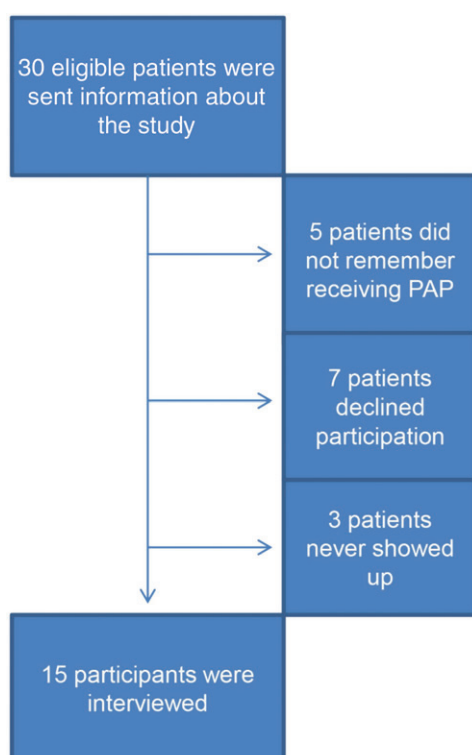 30 eligible patients were
sent information about
the study
5 patients did
not remember
receiving PAP
7 patients
declined
participation
3 patients
never showed
up
15 participants were
interviewed